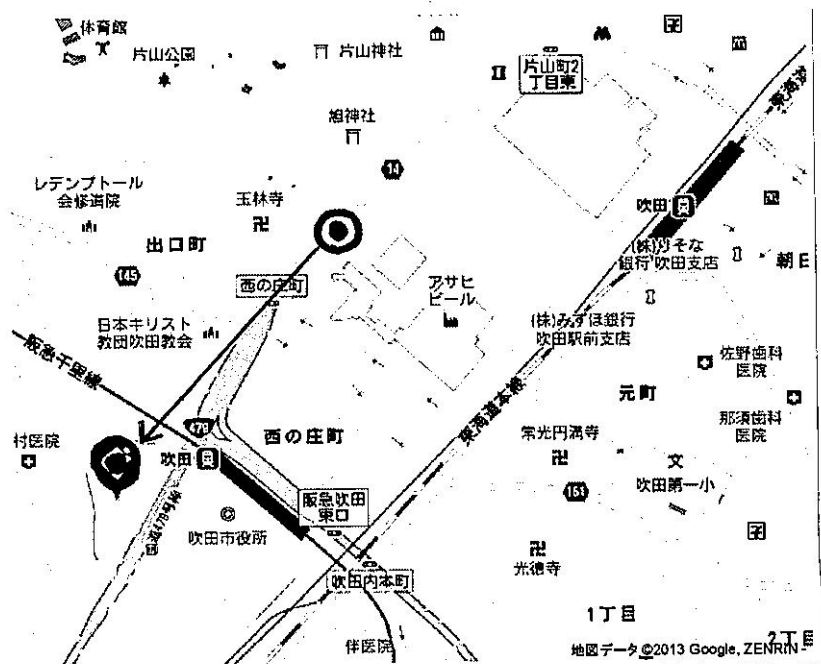 体育館
片山公園
片山神社
片山町2
丁目東
旭神社
14
レデンプトール
会修道院
玉林寺
吹田
出口町
(株)りそな
銀行 吹田支店
145
西の庄町
アサヒ
ビール
日本キリスト
教団吹田教会
(株)みずほ銀行
吹田駅前支店
佐野歯科
医院
阪急千里線
東海道本線
元町
那須歯科
医院
479
西の庄町
常光円満寺
文
村医院
吹田
吹田第一小
阪急吹田
東口
吹田市役所
光徳寺
吹田内本町
1丁目
伴医院
2丁目
地図データ ©2013 Google, ZENRIN